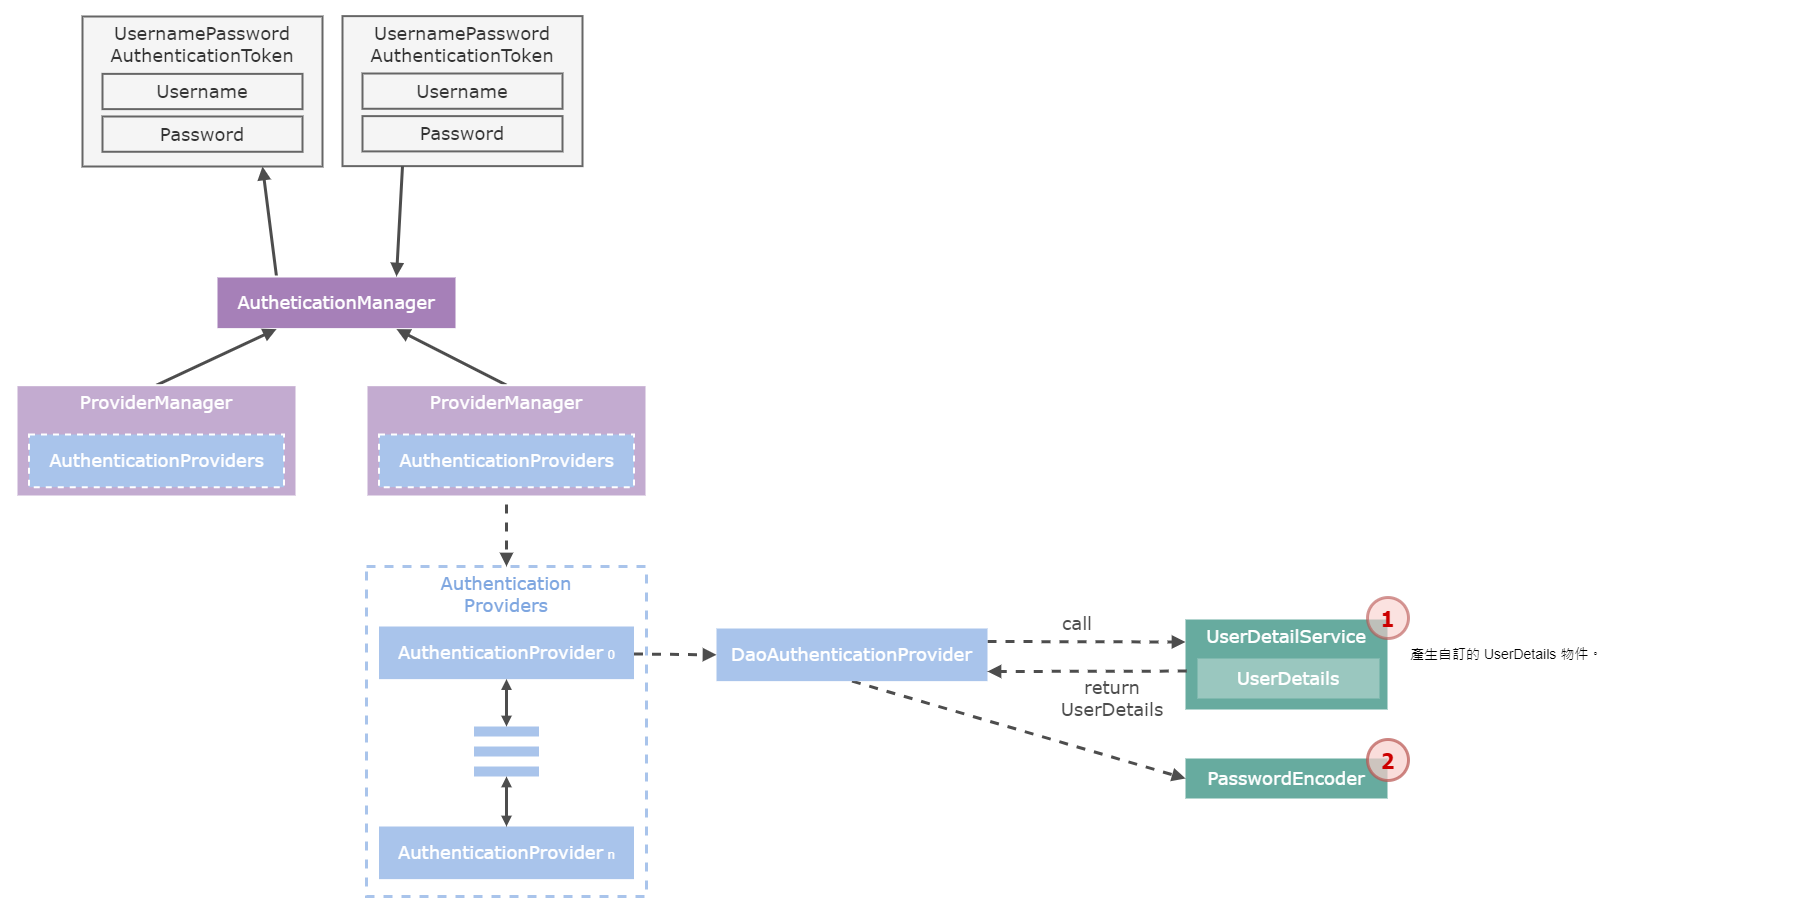 UsernamePassword
AuthenticationToken
Username
Password
UsernamePassword
AuthenticationToken
Username
Password
AutheticationManager
ProviderManager
AuthenticationProviders
ProviderManager
AuthenticationProviders
Authentication
Providers
AuthenticationProvider 0
AuthenticationProvider n
DaoAuthenticationProvider
call
return
UserDetails
1
UserDetailService
UserDetails
產生自訂的 UserDetails 物件。
2
PasswordEncoder